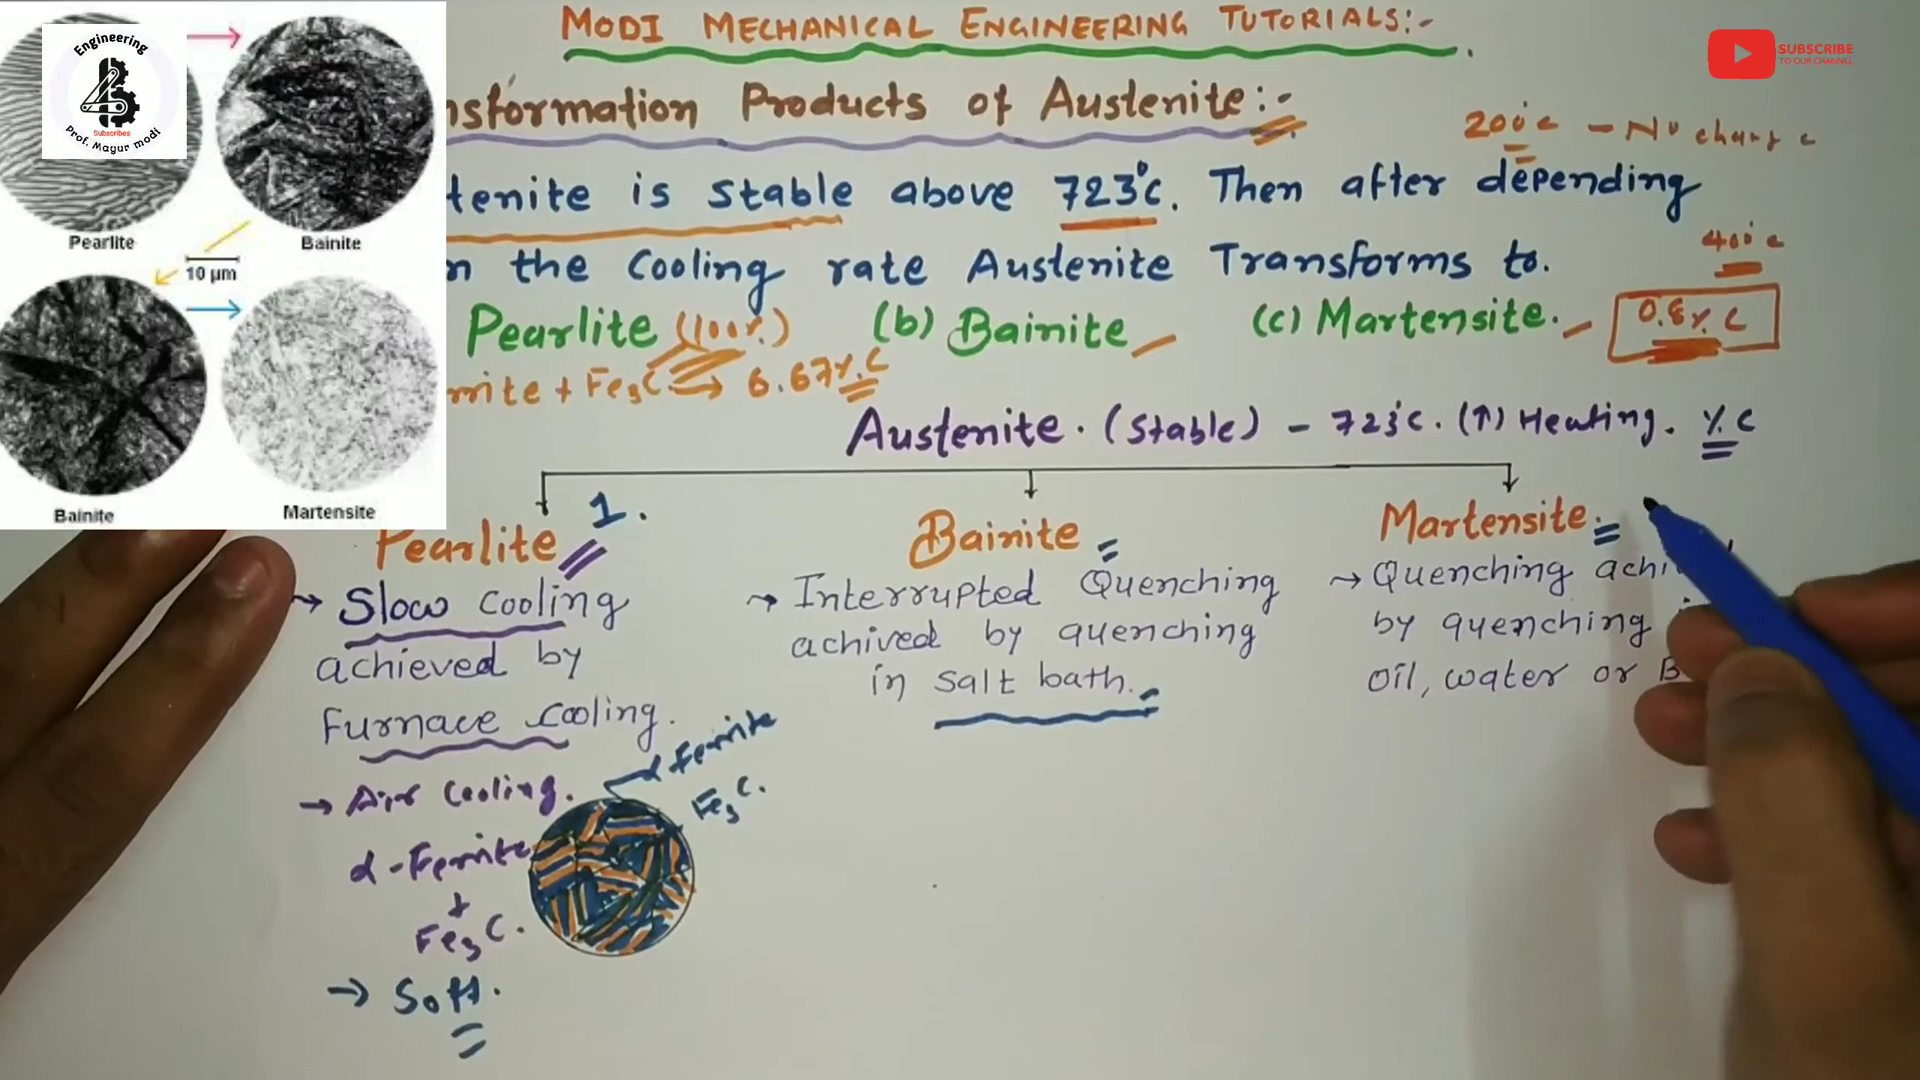 MODI MECHANICAL ENGINEERING TUTORIALS:-
SUBSCRIBE
TO OUR CHANNEL
Engineering
Subscribes
Prof. Mayur modi
nsformation Products of Austenite:-
200°c - No change
tenite is stable above 723°c. Then after depending
n the cooling rate Austenite Transforms to.
400°c
Pearlite (100%) (b) Bainite (c) Martensite.
0.8% C
rrite + Fe3C → 6.67% C
Pearlite
Bainite
10 µm
Bainite
Martensite
Austenite. (Stable) - 723°c. (↑) Heating. % C
Pearlite 1.
→ Slow cooling
achieved by
Furnace cooling.
→ Air Cooling.
α-Ferrite
+
Fe3C.
→ Soft.
α ferrite
Fe3C.
Bainite
→ Interrupted Quenching
achived by quenching
in salt bath.
Martensite.
→ Quenching achi
by quenching
oil, water or B